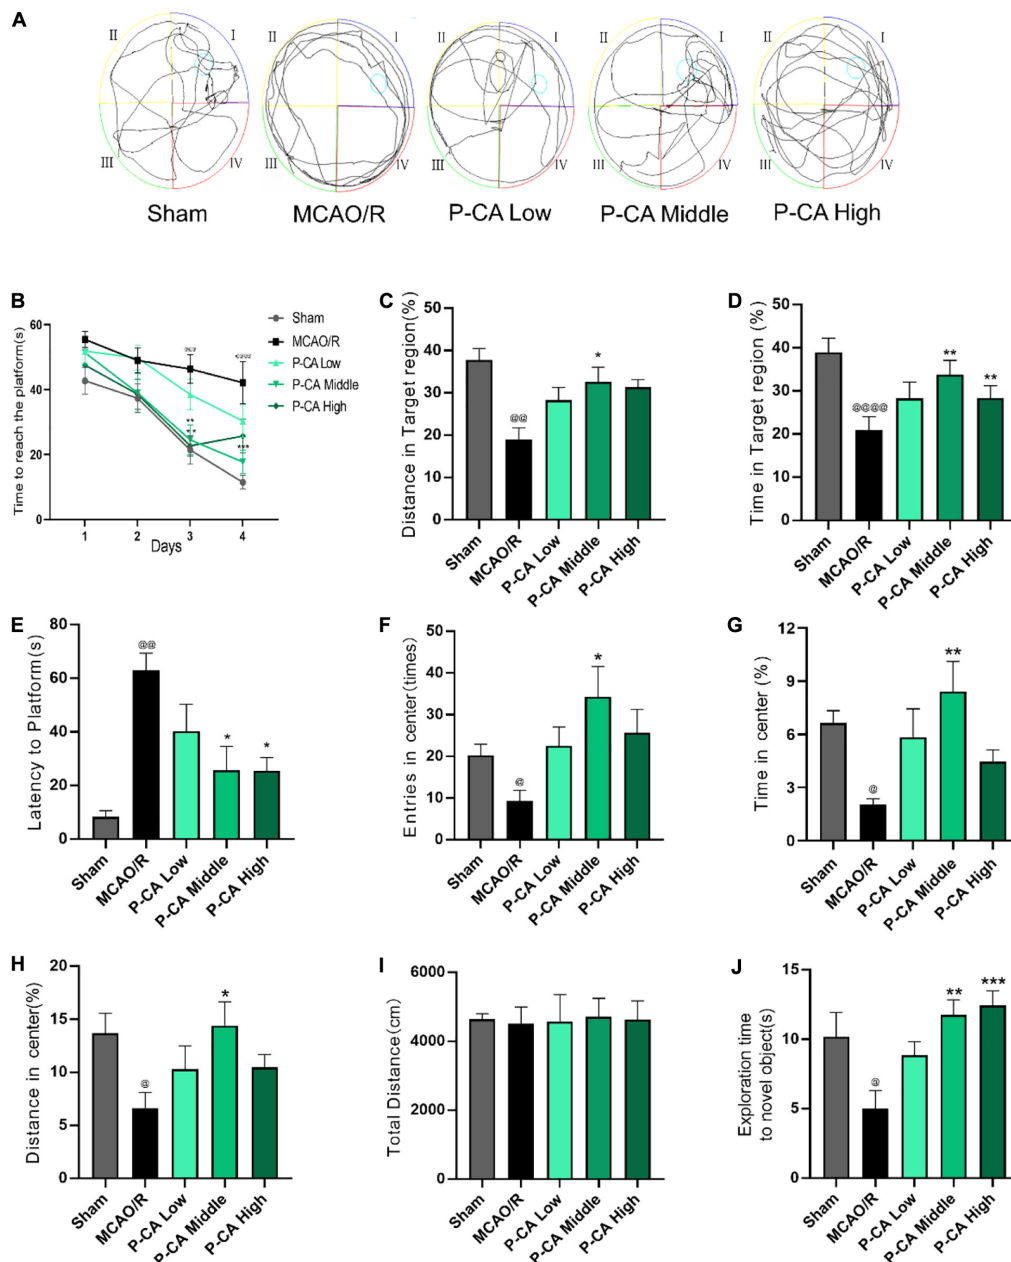 A
II I II I II I II I II I
III IV III IV III IV III IV III IV
Sham MCAO/R P-CA Low P-CA Middle P-CA High
B
Time to reach the platform(s)
60
40
20
0
1 2 3 4
Days
Sham
MCAO/R
P-CA Low
P-CA Middle
P-CA High
@@@
@@@@
**
**
***
C
Distance in Target region(%)
50
40
30
20
10
0
@@
*
Sham
MCAO/R
P-CA Low
P-CA Middle
P-CA High
D
Time in Target region (%)
50
40
30
20
10
0
@@@@
**
**
Sham
MCAO/R
P-CA Low
P-CA Middle
P-CA High
E
Latency to Platform(s)
80
60
40
20
0
@@
*
*
Sham
MCAO/R
P-CA Low
P-CA Middle
P-CA High
F
Entries in center(times)
50
40
30
20
10
0
@
*
Sham
MCAO/R
P-CA Low
P-CA Middle
P-CA High
G
Time in center (%)
12
9
6
3
0
@
**
Sham
MCAO/R
P-CA Low
P-CA Middle
P-CA High
H
Distance in center(%)
20
15
10
5
0
@
*
Sham
MCAO/R
P-CA Low
P-CA Middle
P-CA High
I
Total Distance(cm)
6000
4000
2000
0
Sham
MCAO/R
P-CA Low
P-CA Middle
P-CA High
J
Exploration time
to novel object(s)
15
10
5
0
@
**
***
Sham
MCAO/R
P-CA Low
P-CA Middle
P-CA High